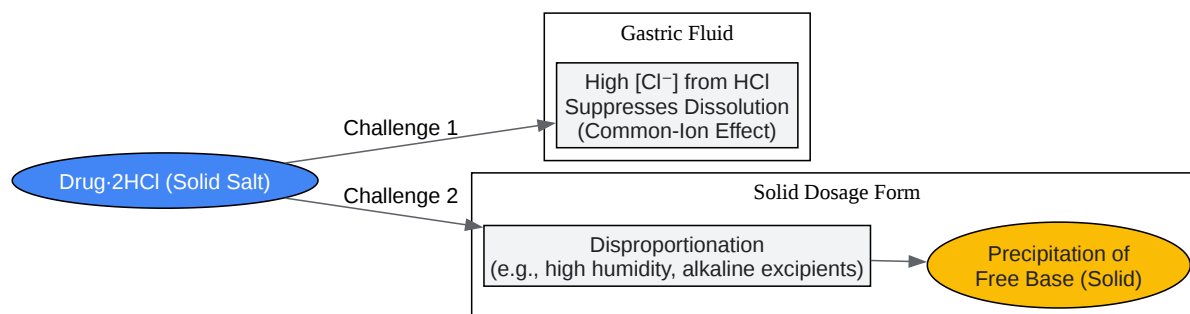 Gastric Fluid
High [Cl⁻] from HCl
Suppresses Dissolution
(Common-Ion Effect)
Challenge 1
Drug·2HCl (Solid Salt)
Challenge 2
Solid Dosage Form
Disproportionation
(e.g., high humidity, alkaline excipients)
Precipitation of
Free Base (Solid)